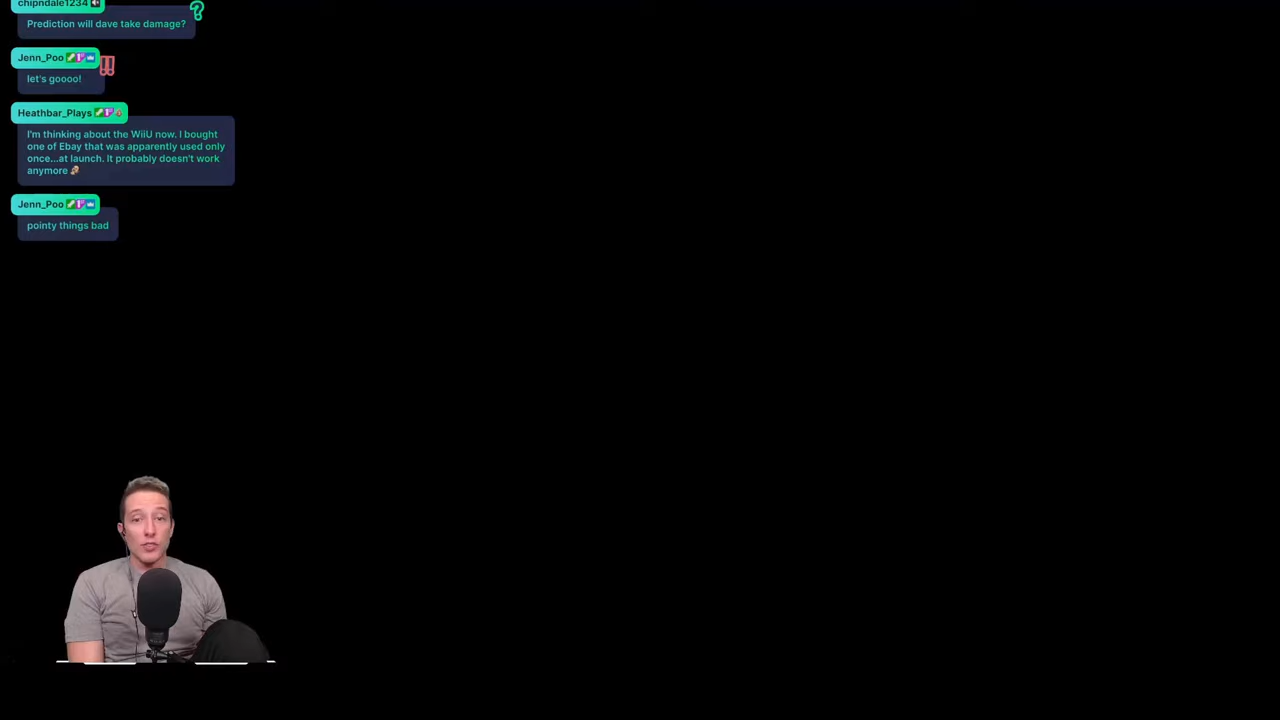 chipndale1234
Prediction will dave take damage?
Jenn_Poo
let's goooo!
Heathbar_Plays
I'm thinking about the WiiU now. I bought
one of Ebay that was apparently used only
once...at launch. It probably doesn't work
anymore
Jenn_Poo
pointy things bad